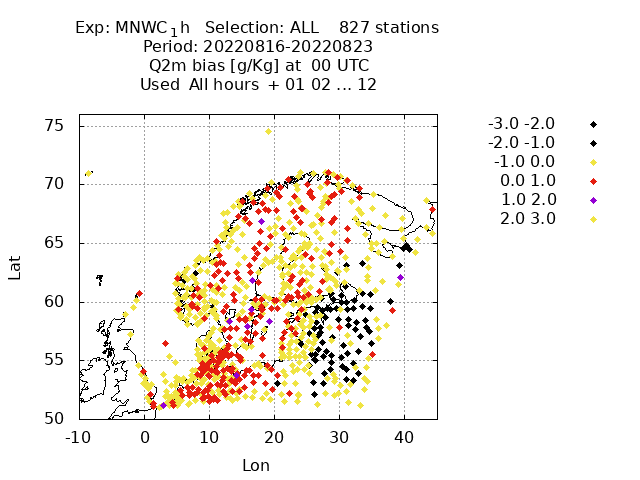 Exp: MNWC_1h   Selection: ALL    827 stations
Period: 20220816-20220823
Q2m bias [g/Kg] at  00 UTC
Used  All hours  + 01 02 ... 12
-3.0 -2.0
-2.0 -1.0
-1.0 0.0
0.0 1.0
1.0 2.0
2.0 3.0
75
70
65
60
55
50
Lat
-10 0 10 20 30 40
Lon